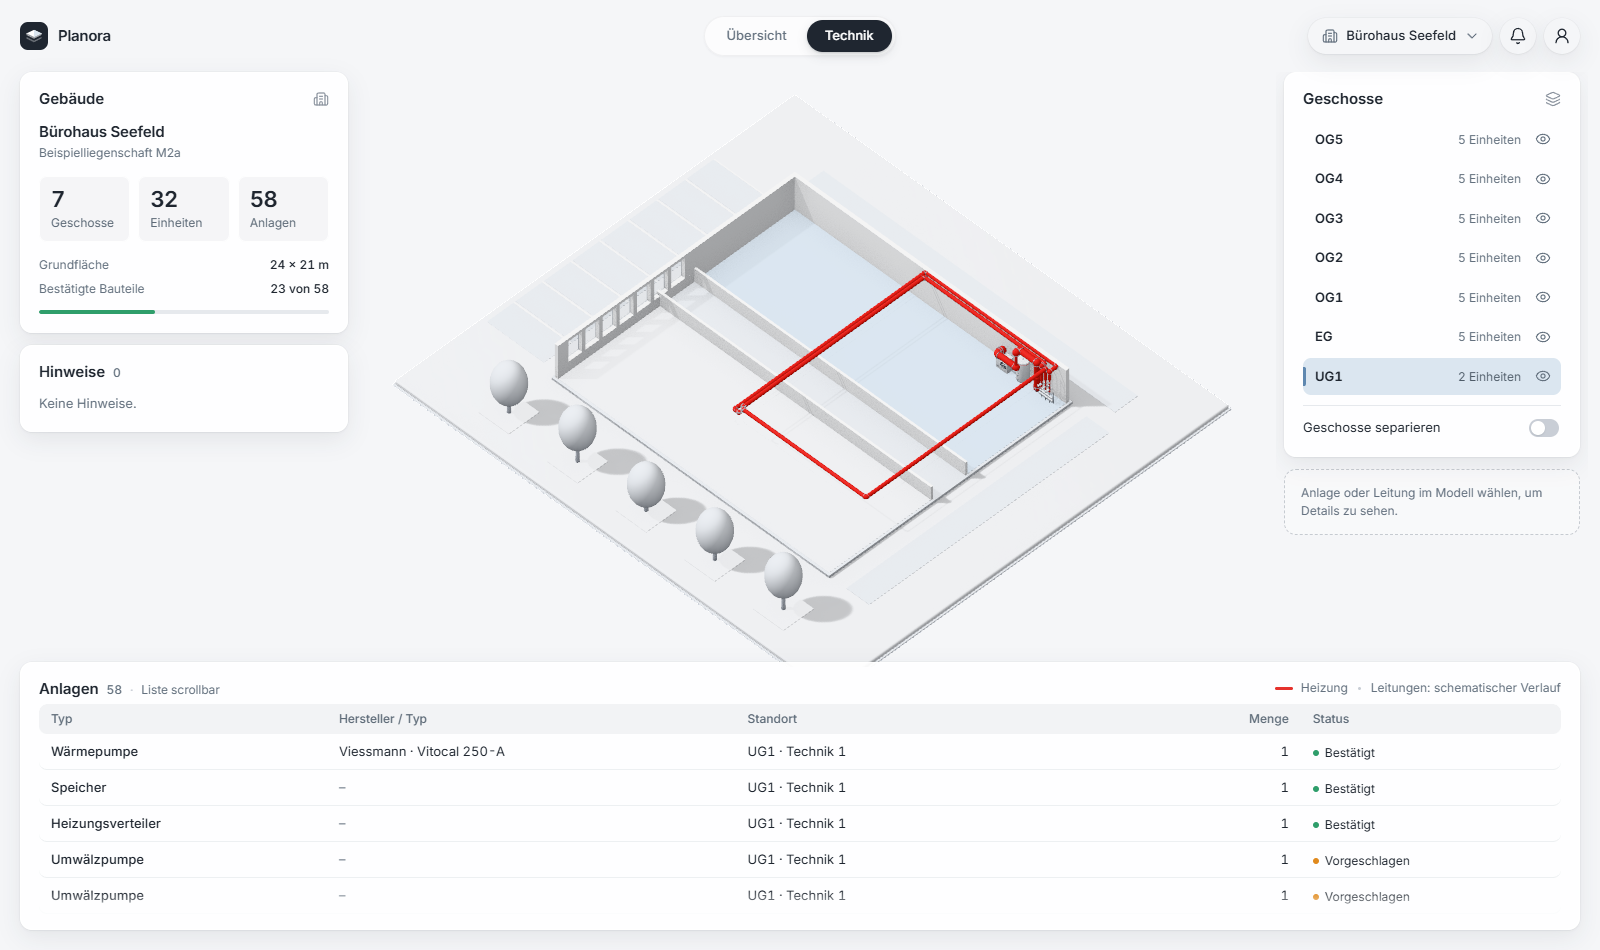 Planora
Übersicht
Technik
Bürohaus Seefeld
Gebäude
Bürohaus Seefeld
Beispielliegenschaft M2a
7
Geschosse
32
Einheiten
58
Anlagen
Grundfläche 24 × 21 m
Bestätigte Bauteile 23 von 58
Hinweise 0
Keine Hinweise.
Geschosse
OG5 5 Einheiten
OG4 5 Einheiten
OG3 5 Einheiten
OG2 5 Einheiten
OG1 5 Einheiten
EG 5 Einheiten
UG1 2 Einheiten
Geschosse separieren
Anlage oder Leitung im Modell wählen, um
Details zu sehen.
Anlagen 58 · Liste scrollbar
Heizung • Leitungen: schematischer Verlauf
Typ Hersteller / Typ Standort Menge Status
Wärmepumpe Viessmann · Vitocal 250-A UG1 · Technik 1 1 Bestätigt
Speicher – UG1 · Technik 1 1 Bestätigt
Heizungsverteiler – UG1 · Technik 1 1 Bestätigt
Umwälzpumpe – UG1 · Technik 1 1 Vorgeschlagen
Umwälzpumpe – UG1 · Technik 1 1 Vorgeschlagen